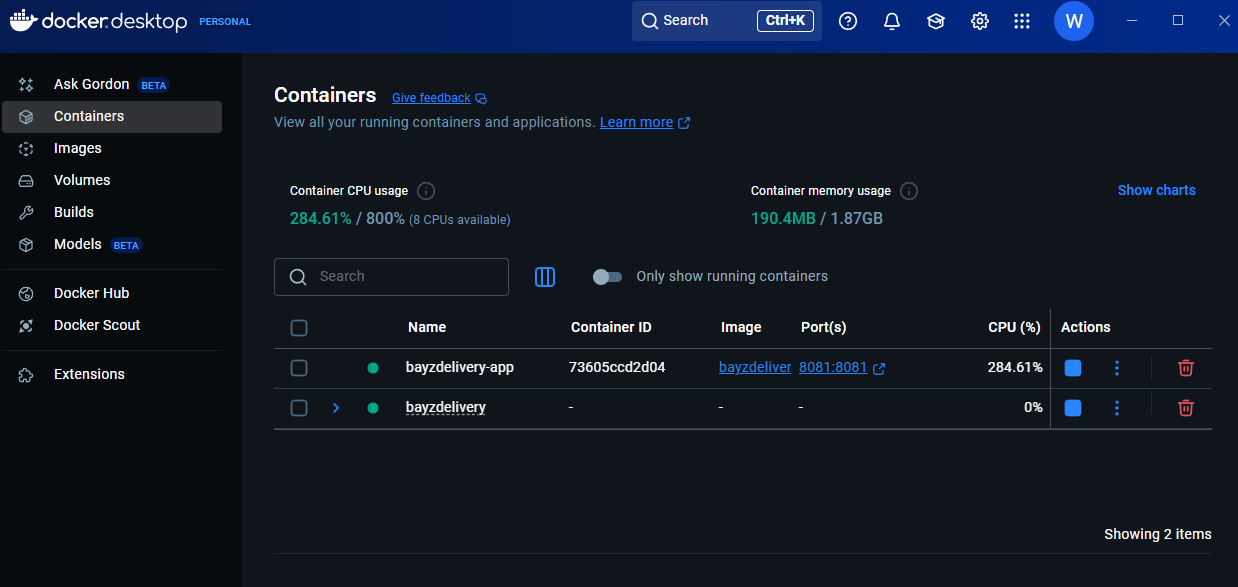 docker.desktop PERSONAL
Search Ctrl+K
W
Ask Gordon BETA
Containers
Images
Volumes
Builds
Models BETA
Docker Hub
Docker Scout
Extensions
Containers Give feedback
View all your running containers and applications. Learn more
Container CPU usage
284.61% / 800% (8 CPUs available)
Container memory usage
190.4MB / 1.87GB
Show charts
Search
Only show running containers
Name Container ID Image Port(s) CPU (%) Actions
bayzdelivery-app 73605ccd2d04 bayzdeliver 8081:8081 284.61%
bayzdelivery - - - 0%
Showing 2 items